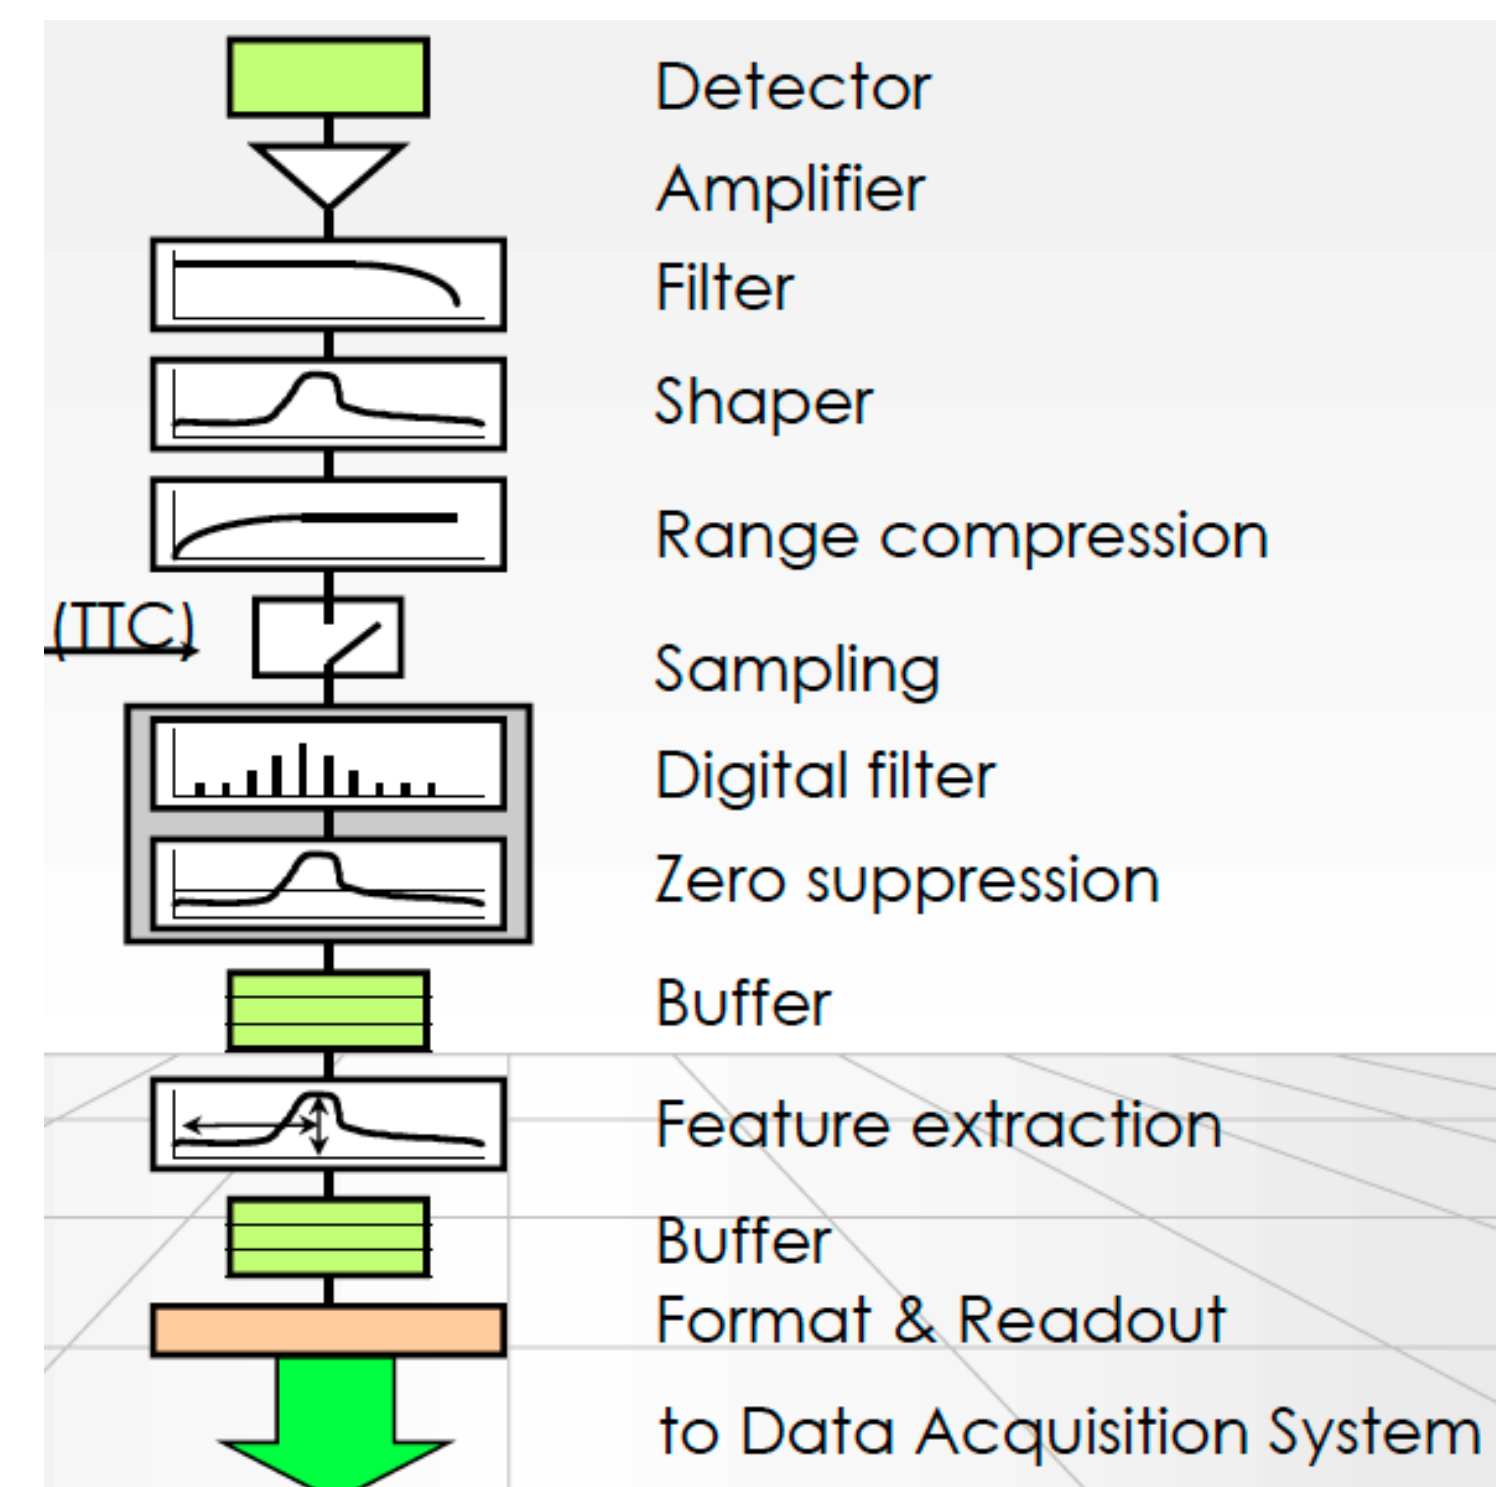 Detector
Amplifier
Filter
Shaper
Range compression
(TTC)
Sampling
Digital filter
Zero suppression
Buffer
Feature extraction
Buffer
Format & Readout
to Data Acquisition System